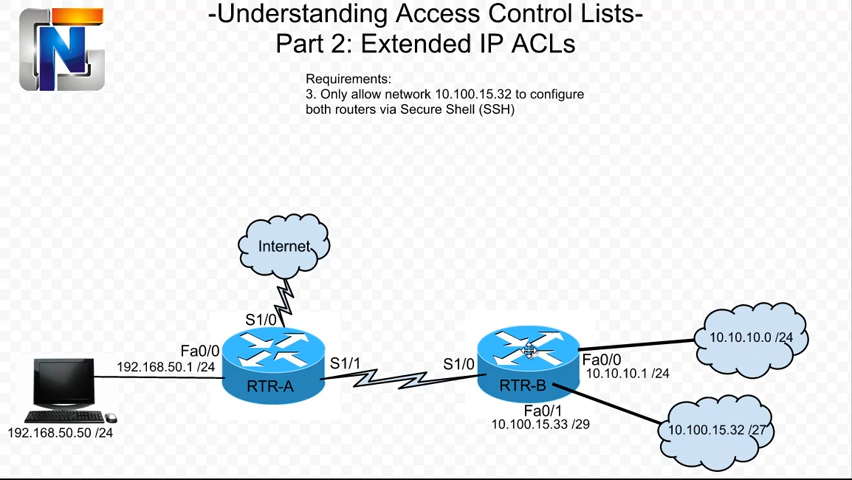 -Understanding Access Control Lists-
Part 2: Extended IP ACLs
N
Requirements:
3. Only allow network 10.100.15.32 to configure
both routers via Secure Shell (SSH)
Internet
S1/0
Fa0/0
192.168.50.1 /24
S1/1
RTR-A
S1/0
RTR-B
Fa0/0
10.10.10.1 /24
10.10.10.0 /24
Fa0/1
10.100.15.33 /29
10.100.15.32 /27
192.168.50.50 /24